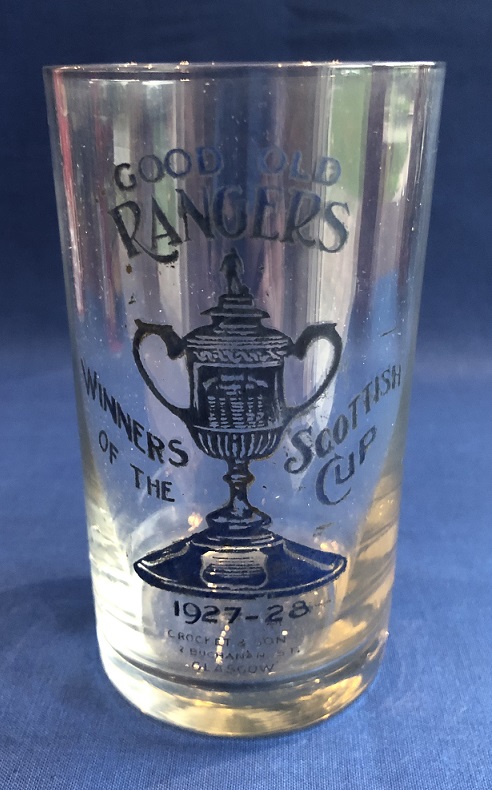 GOOD OLD
RANGERS
WINNERS
OF THE
SCOTTISH
CUP
1927-28
CROCKET & SON
BUCHANAN ST
GLASGOW